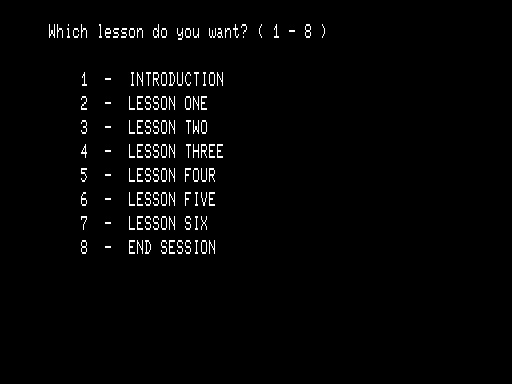 Which lesson do you want? ( 1 - 8 )
1 - INTRODUCTION
2 - LESSON ONE
3 - LESSON TWO
4 - LESSON THREE
5 - LESSON FOUR
6 - LESSON FIVE
7 - LESSON SIX
8 - END SESSION